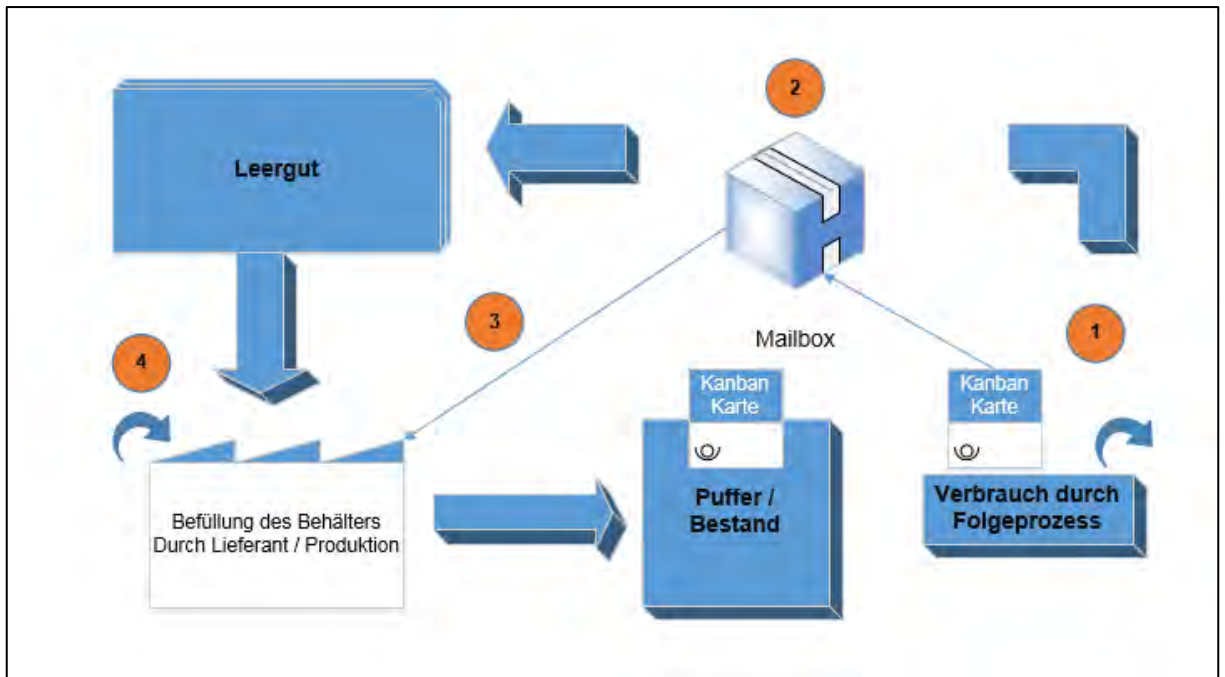 2
Leergut
3
1
4
Mailbox
Kanban
Karte
Kanban
Karte
Puffer /
Bestand
Verbrauch durch
Folgeprozess
Befüllung des Behälters
Durch Lieferant / Produktion